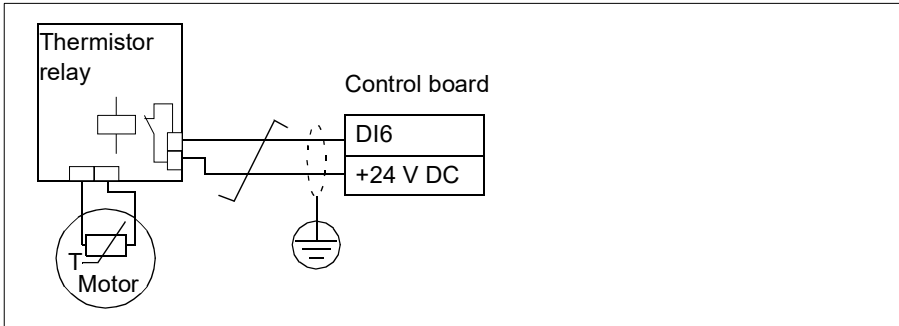 Thermistor
relay
Control board
DI6
+24 V DC
T
Motor